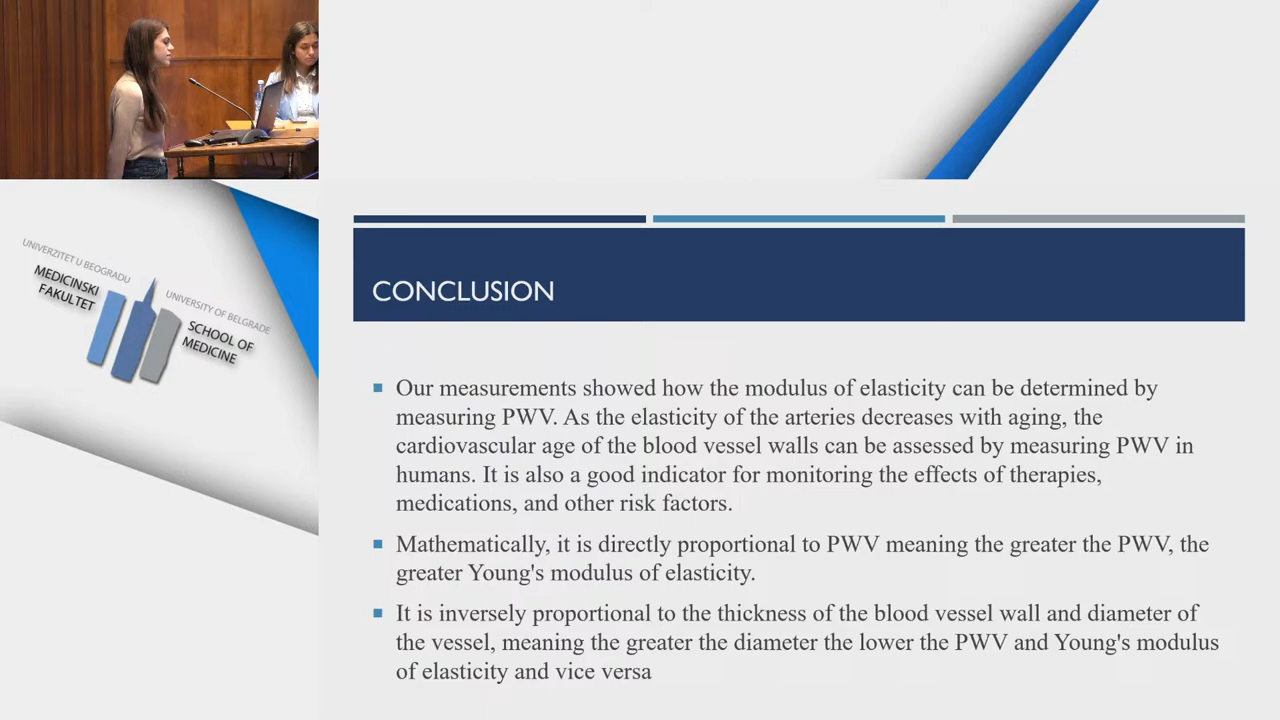 UNIVERZITET U BEOGRADU
MEDICINSKI
FAKULTET
UNIVERSITY OF BELGRADE
SCHOOL OF
MEDICINE
CONCLUSION
Our measurements showed how the modulus of elasticity can be determined by
measuring PWV. As the elasticity of the arteries decreases with aging, the
cardiovascular age of the blood vessel walls can be assessed by measuring PWV in
humans. It is also a good indicator for monitoring the effects of therapies,
medications, and other risk factors.
Mathematically, it is directly proportional to PWV meaning the greater the PWV, the
greater Young's modulus of elasticity.
It is inversely proportional to the thickness of the blood vessel wall and diameter of
the vessel, meaning the greater the diameter the lower the PWV and Young's modulus
of elasticity and vice versa